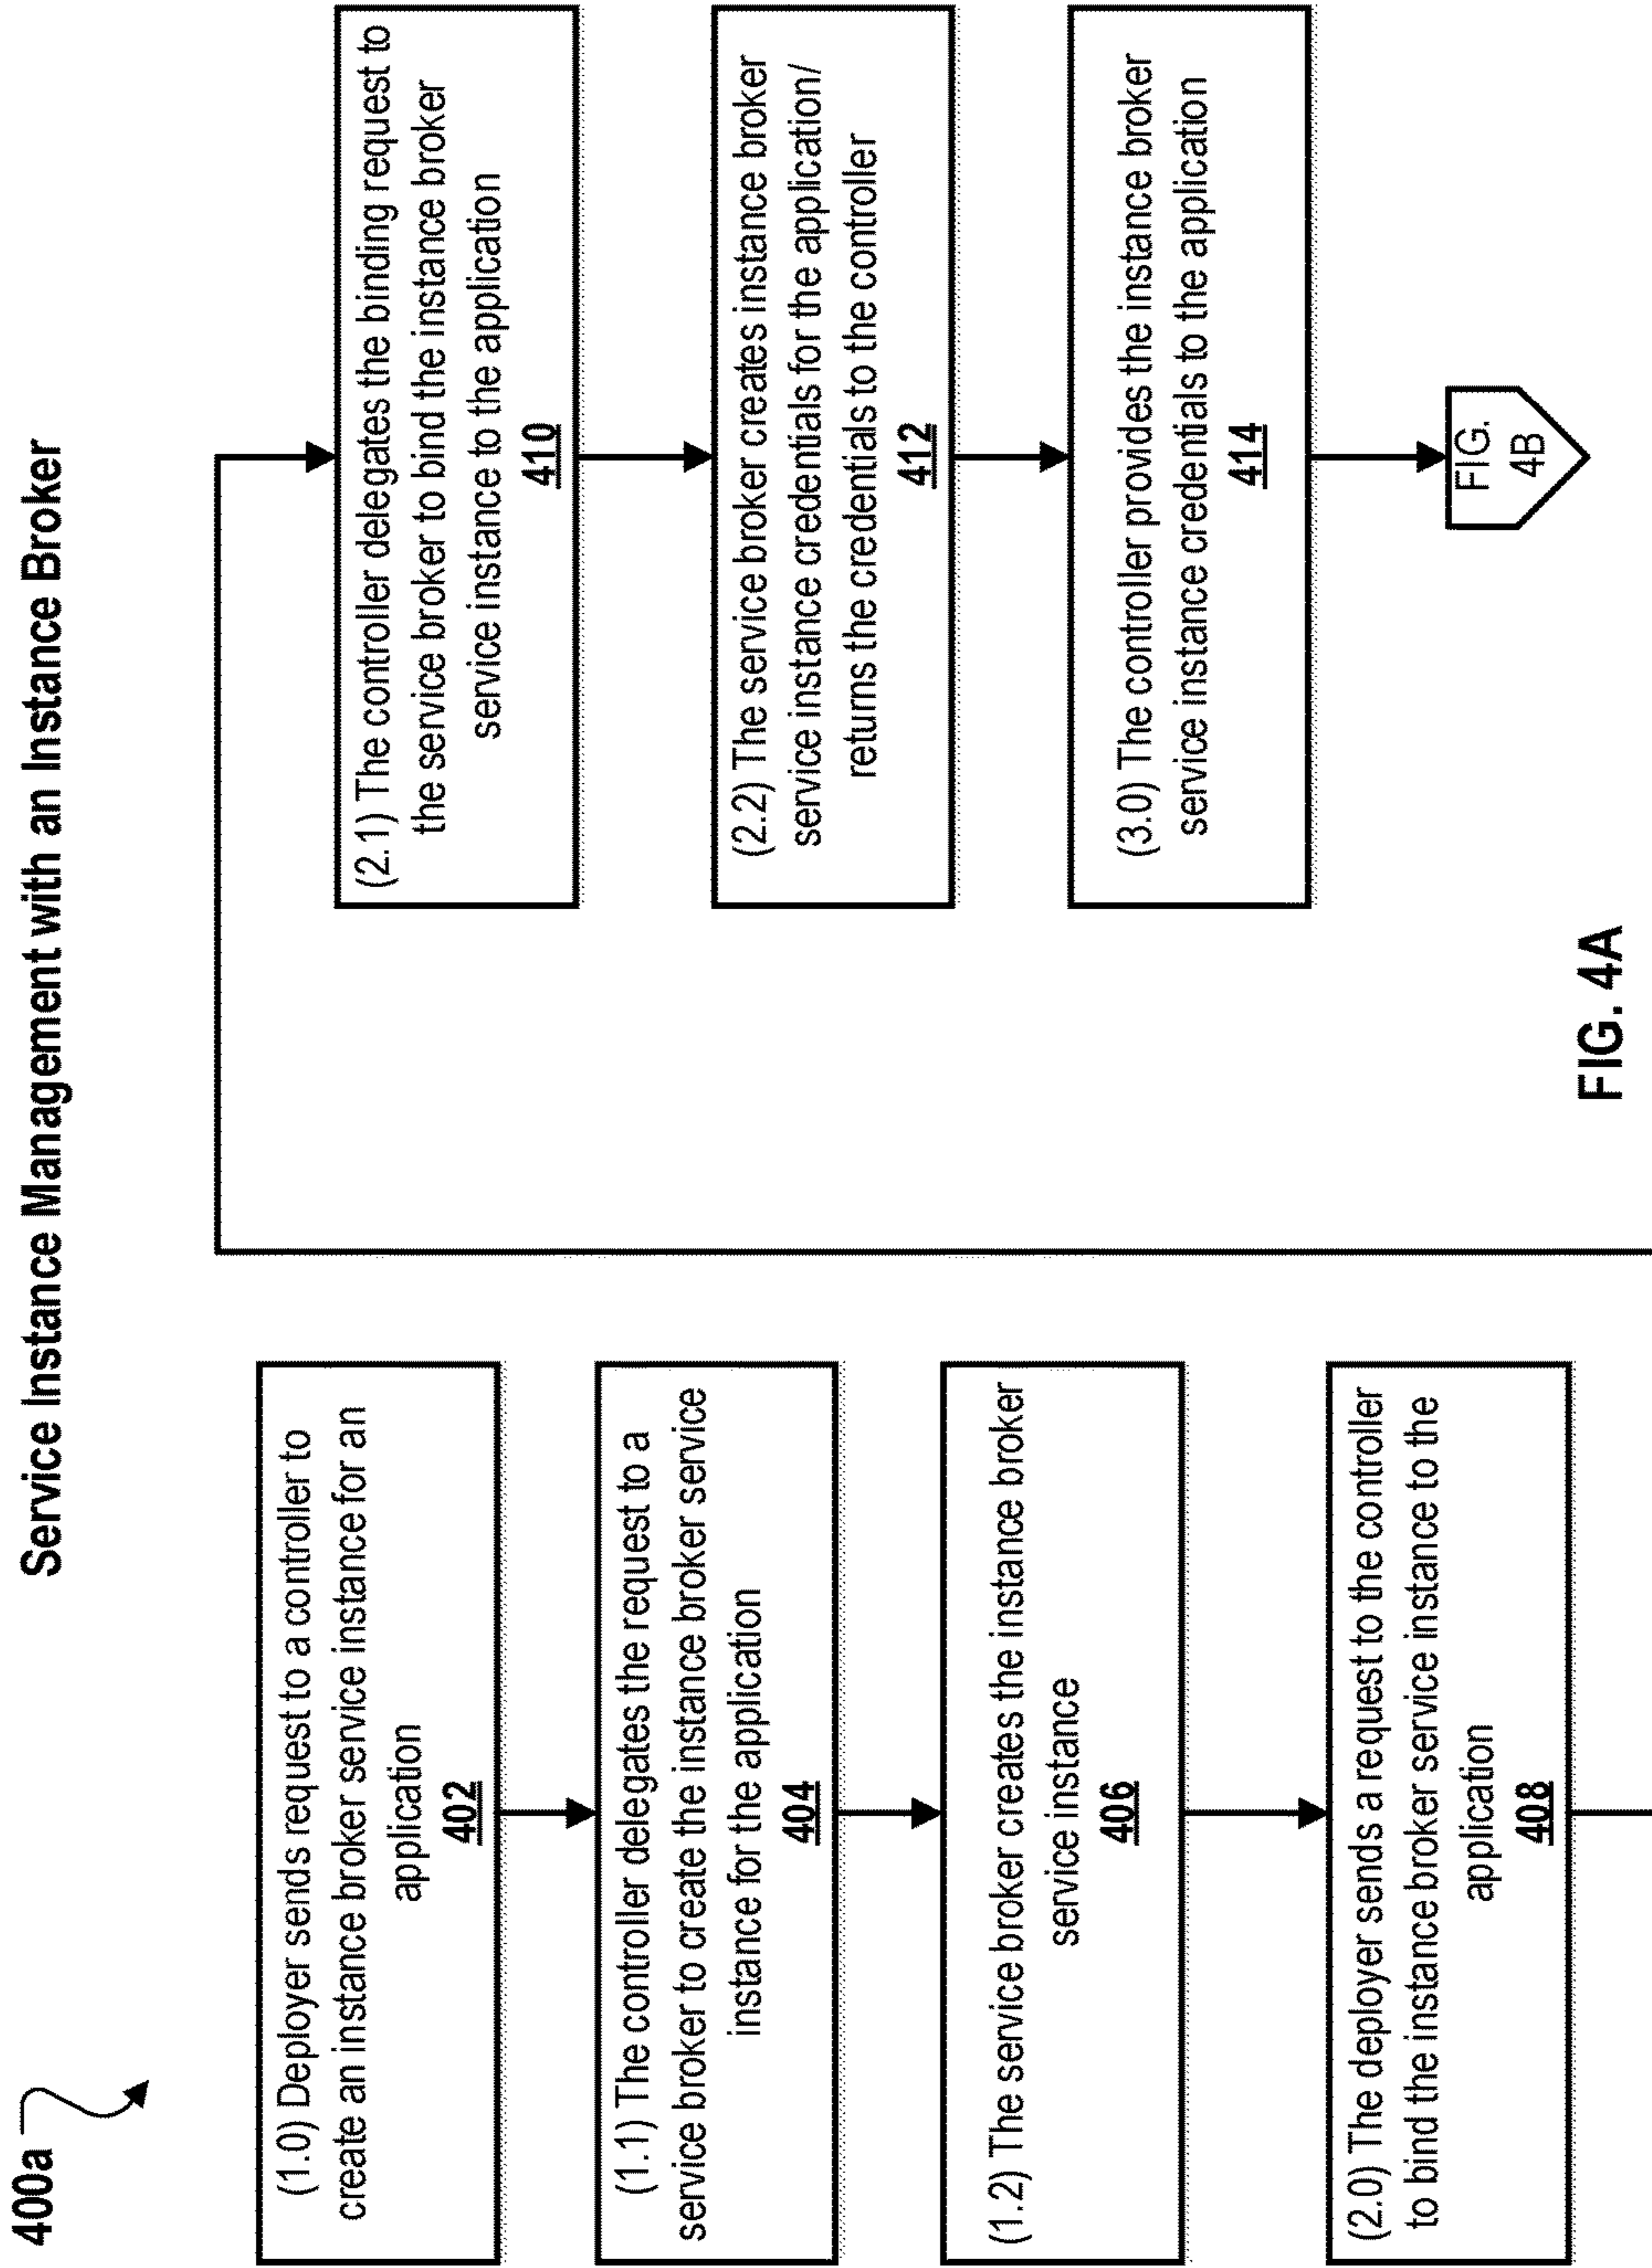 Service Instance Management with an Instance Broker
400a
(1.0) Deployer sends request to a controller to
create an instance broker service instance for an
application
402
(1.1) The controller delegates the request to a
service broker to create the instance broker service
instance for the application
404
(1.2) The service broker creates the instance broker
service instance
406
(2.0) The deployer sends a request to the controller
to bind the instance broker service instance to the
application
408
(2.1) The controller delegates the binding request to
the service broker to bind the instance broker
service instance to the application
410
(2.2) The service broker creates instance broker
service instance credentials for the application/
returns the credentials to the controller
412
(3.0) The controller provides the instance broker
service instance credentials to the application
414
FIG.
4B
FIG. 4A